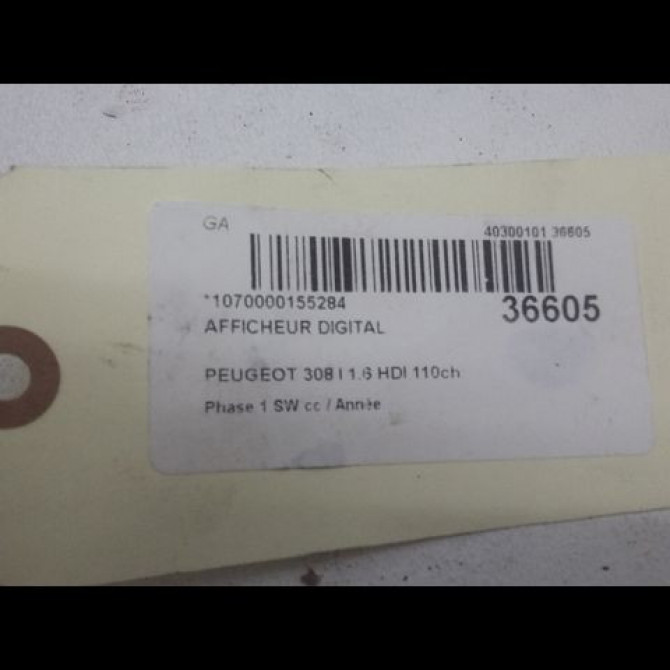 GA
40300101 36605
*1070000155284
36605
AFFICHEUR DIGITAL
PEUGEOT 308 I 1.6 HDI 110ch
Phase 1 SW cc / Année